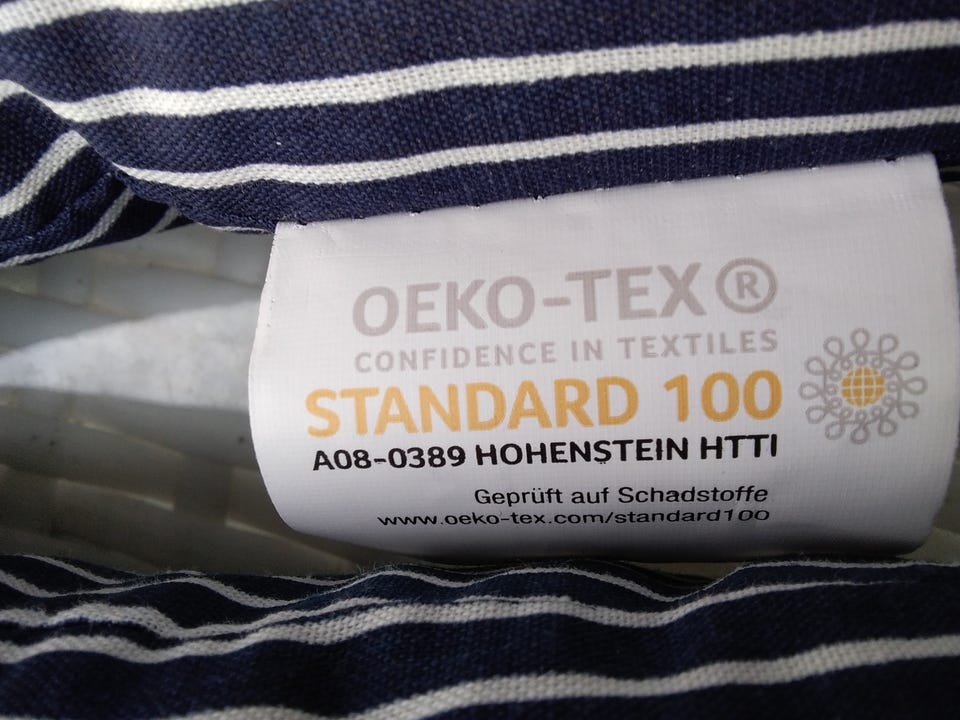 OEKO-TEX®
CONFIDENCE IN TEXTILES
STANDARD 100
A08-0389 HOHENSTEIN HTTI
Geprüft auf Schadstoffe
www.oeko-tex.com/standard100